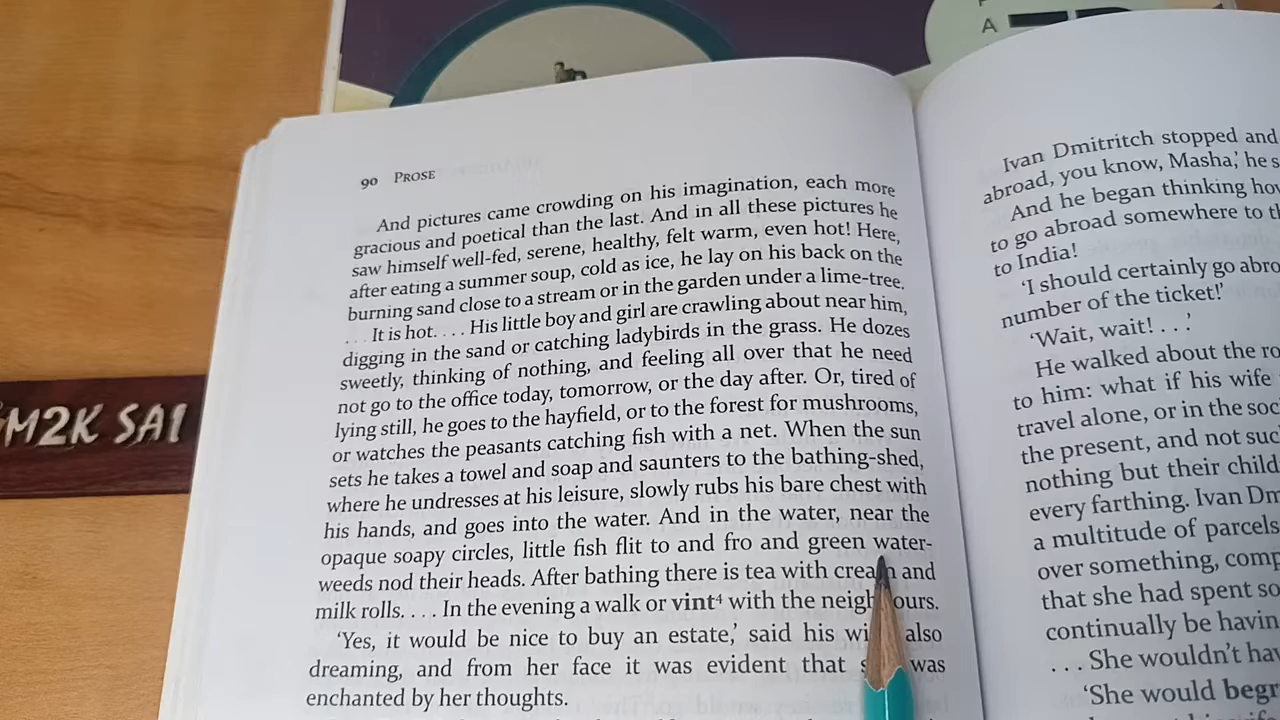 A
90 PROSE
And pictures came crowding on his imagination, each more
gracious and poetical than the last. And in all these pictures he
saw himself well-fed, serene, healthy, felt warm, even hot! Here,
after eating a summer soup, cold as ice, he lay on his back on the
burning sand close to a stream or in the garden under a lime-tree.
. . . It is hot. . . . His little boy and girl are crawling about near him,
digging in the sand or catching ladybirds in the grass. He dozes
sweetly, thinking of nothing, and feeling all over that he need
not go to the office today, tomorrow, or the day after. Or, tired of
lying still, he goes to the hayfield, or to the forest for mushrooms,
or watches the peasants catching fish with a net. When the sun
sets he takes a towel and soap and saunters to the bathing-shed,
where he undresses at his leisure, slowly rubs his bare chest with
his hands, and goes into the water. And in the water, near the
opaque soapy circles, little fish flit to and fro and green water-
weeds nod their heads. After bathing there is tea with cream and
milk rolls. . . . In the evening a walk or vint⁴ with the neighbours.
'Yes, it would be nice to buy an estate,' said his also
dreaming, and from her face it was evident that was
enchanted by her thoughts.
Ivan Dmitritch stopped and
abroad, you know, Masha,' he
And he began thinking
to go abroad somewhere to
to India!
'I should certainly go
number of the ticket!'
'Wait, wait! . . .'
He walked about the
to him: what if his wife
travel alone, or in the
the present, and not
nothing but their
every farthing. Ivan
a multitude of parcels
over something,
that she had spent
continually be
. . . She wouldn't
'She would
M2K SAI